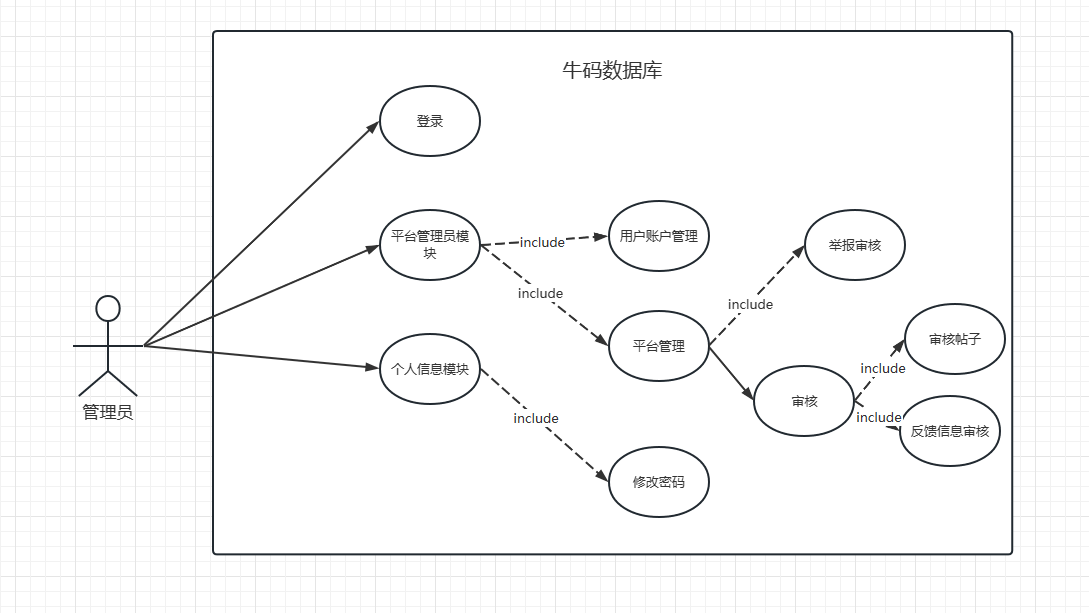 牛码数据库
登录
平台管理员模
块
include
用户账户管理
include
平台管理
include
举报审核
审核
include
审核帖子
include
反馈信息审核
个人信息模块
include
修改密码
管理员